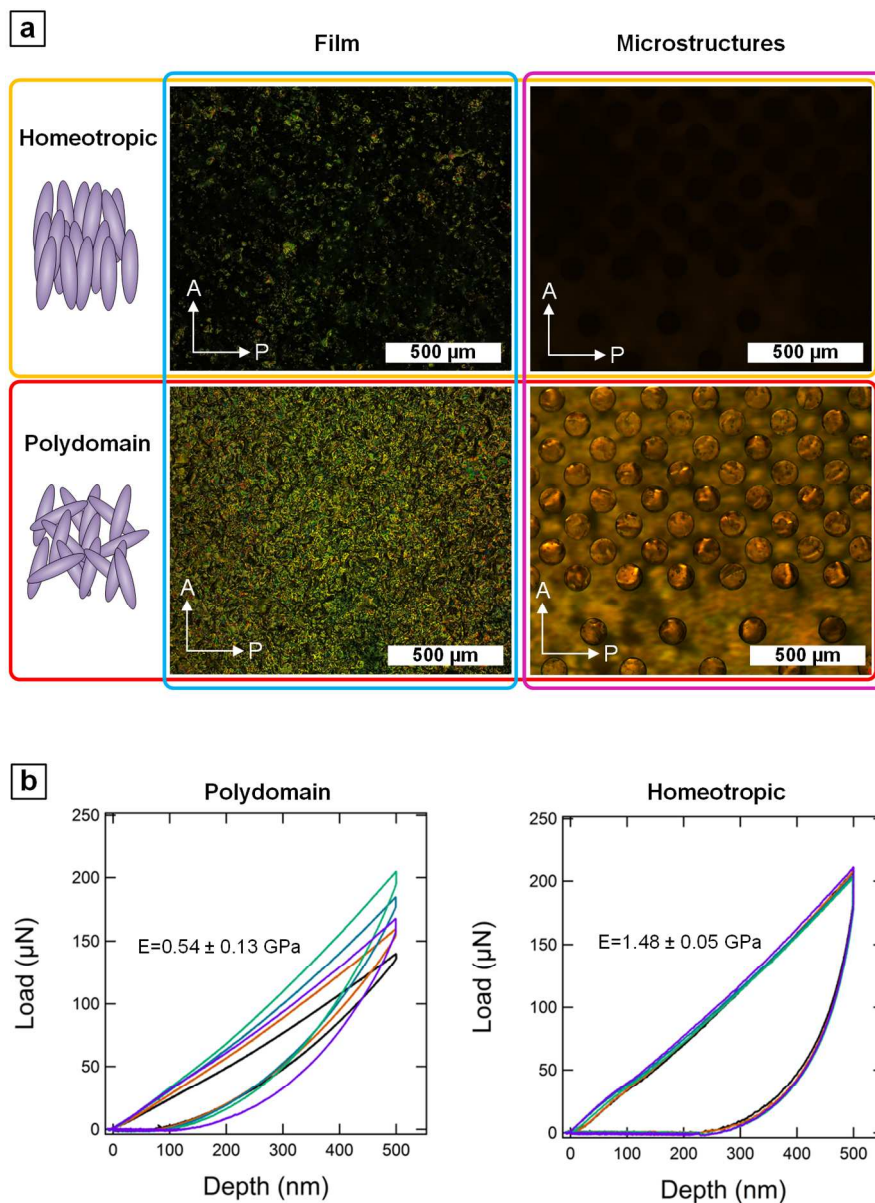 a
Film
Microstructures
Homeotropic
A
P
500 µm
A
P
500 µm
Polydomain
A
P
500 µm
A
P
500 µm
b
Polydomain
250
200
150
100
50
0
Load (µN)
E=0.54 ± 0.13 GPa
0
100
200
300
400
500
Depth (nm)
Homeotropic
250
200
150
100
50
0
Load (µN)
E=1.48 ± 0.05 GPa
0
100
200
300
400
500
Depth (nm)